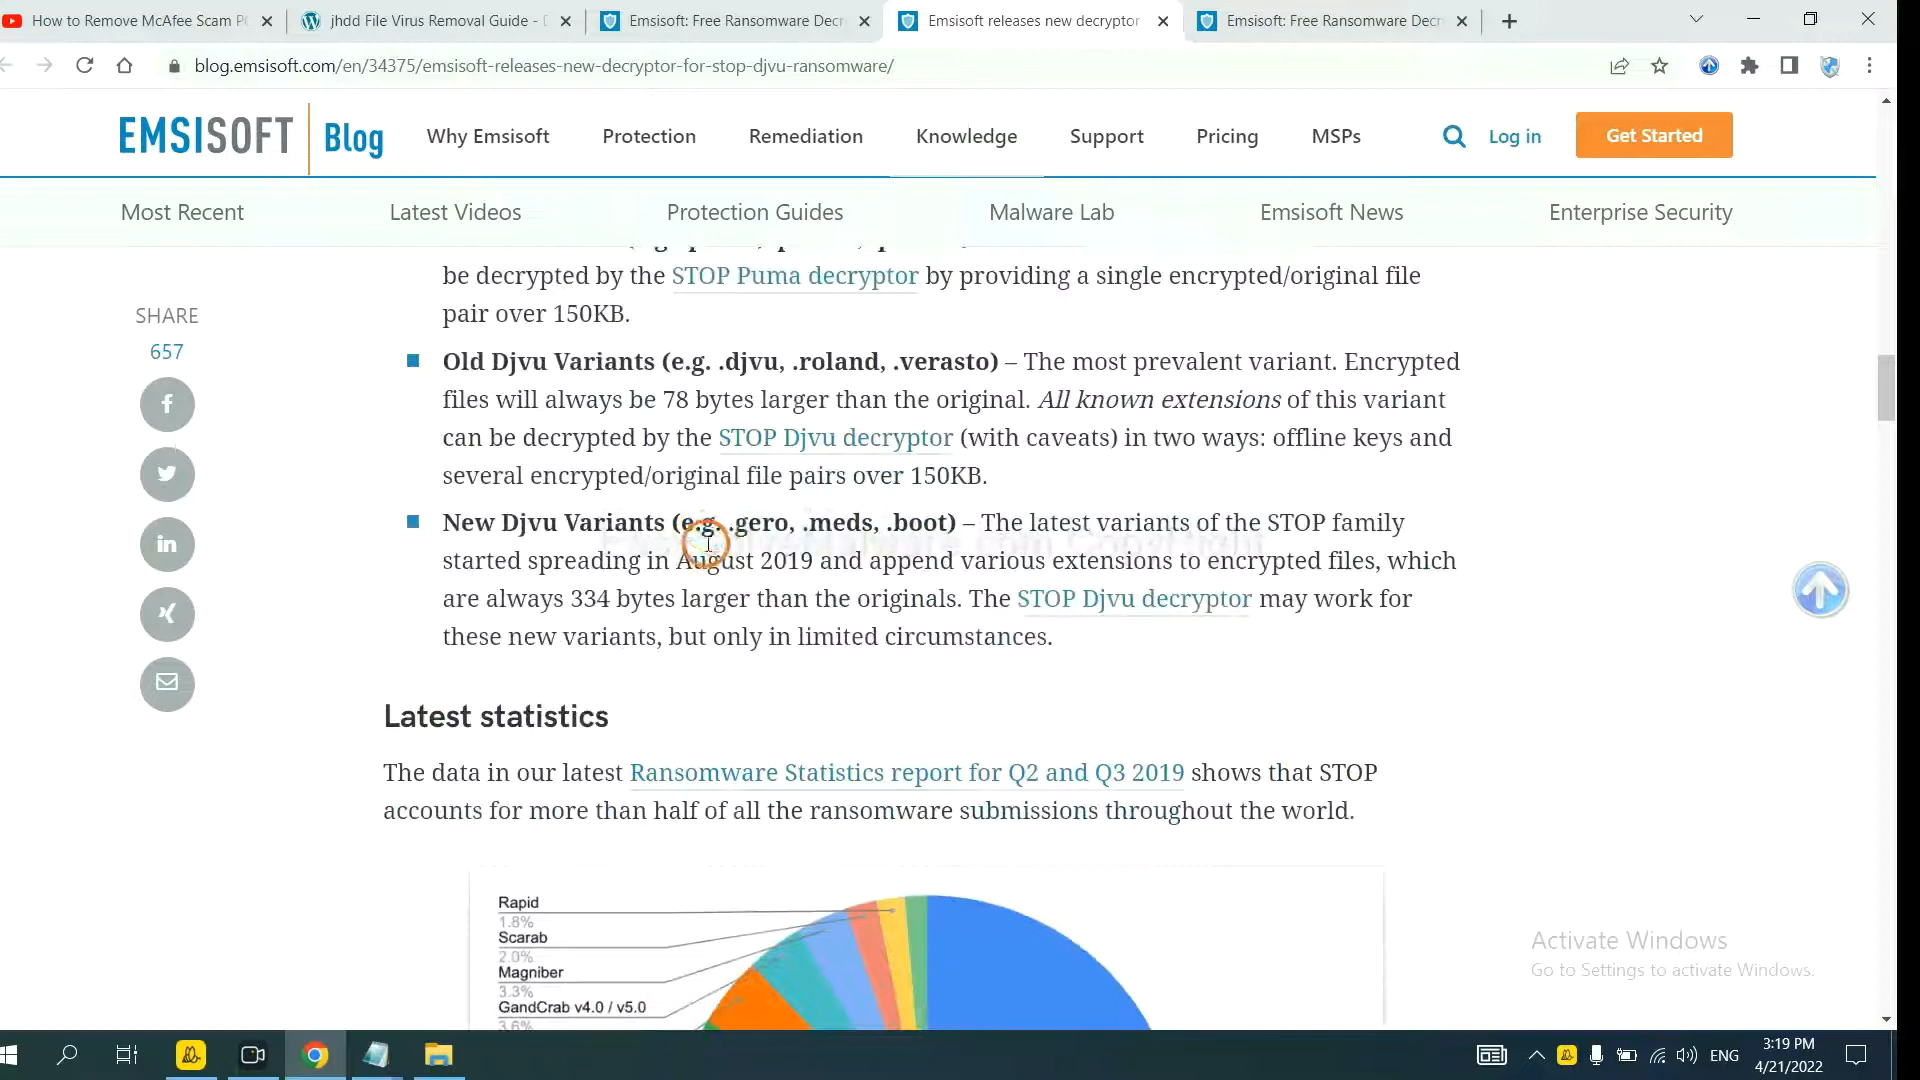 How to Remove McAfee Scam P
jhdd File Virus Removal Guide -
Emsisoft: Free Ransomware Decr
Emsisoft releases new decryptor
Emsisoft: Free Ransomware Decr
blog.emsisoft.com/en/34375/emsisoft-releases-new-decryptor-for-stop-djvu-ransomware/
EMSISOFT Blog
Why Emsisoft
Protection
Remediation
Knowledge
Support
Pricing
MSPs
Log in
Get Started
Most Recent
Latest Videos
Protection Guides
Malware Lab
Emsisoft News
Enterprise Security
SHARE
657
be decrypted by the STOP Puma decryptor by providing a single encrypted/original file
pair over 150KB.
Old Djvu Variants (e.g. .djvu, .roland, .verasto) – The most prevalent variant. Encrypted
files will always be 78 bytes larger than the original. All known extensions of this variant
can be decrypted by the STOP Djvu decryptor (with caveats) in two ways: offline keys and
several encrypted/original file pairs over 150KB.
New Djvu Variants (e.g. .gero, .meds, .boot) – The latest variants of the STOP family
started spreading in August 2019 and append various extensions to encrypted files, which
are always 334 bytes larger than the originals. The STOP Djvu decryptor may work for
these new variants, but only in limited circumstances.
Latest statistics
The data in our latest Ransomware Statistics report for Q2 and Q3 2019 shows that STOP
accounts for more than half of all the ransomware submissions throughout the world.
Rapid
1.8%
Scarab
2.0%
Magniber
3.3%
GandCrab v4.0 / v5.0
3.6%
Activate Windows
Go to Settings to activate Windows.
ENG
3:19 PM
4/21/2022